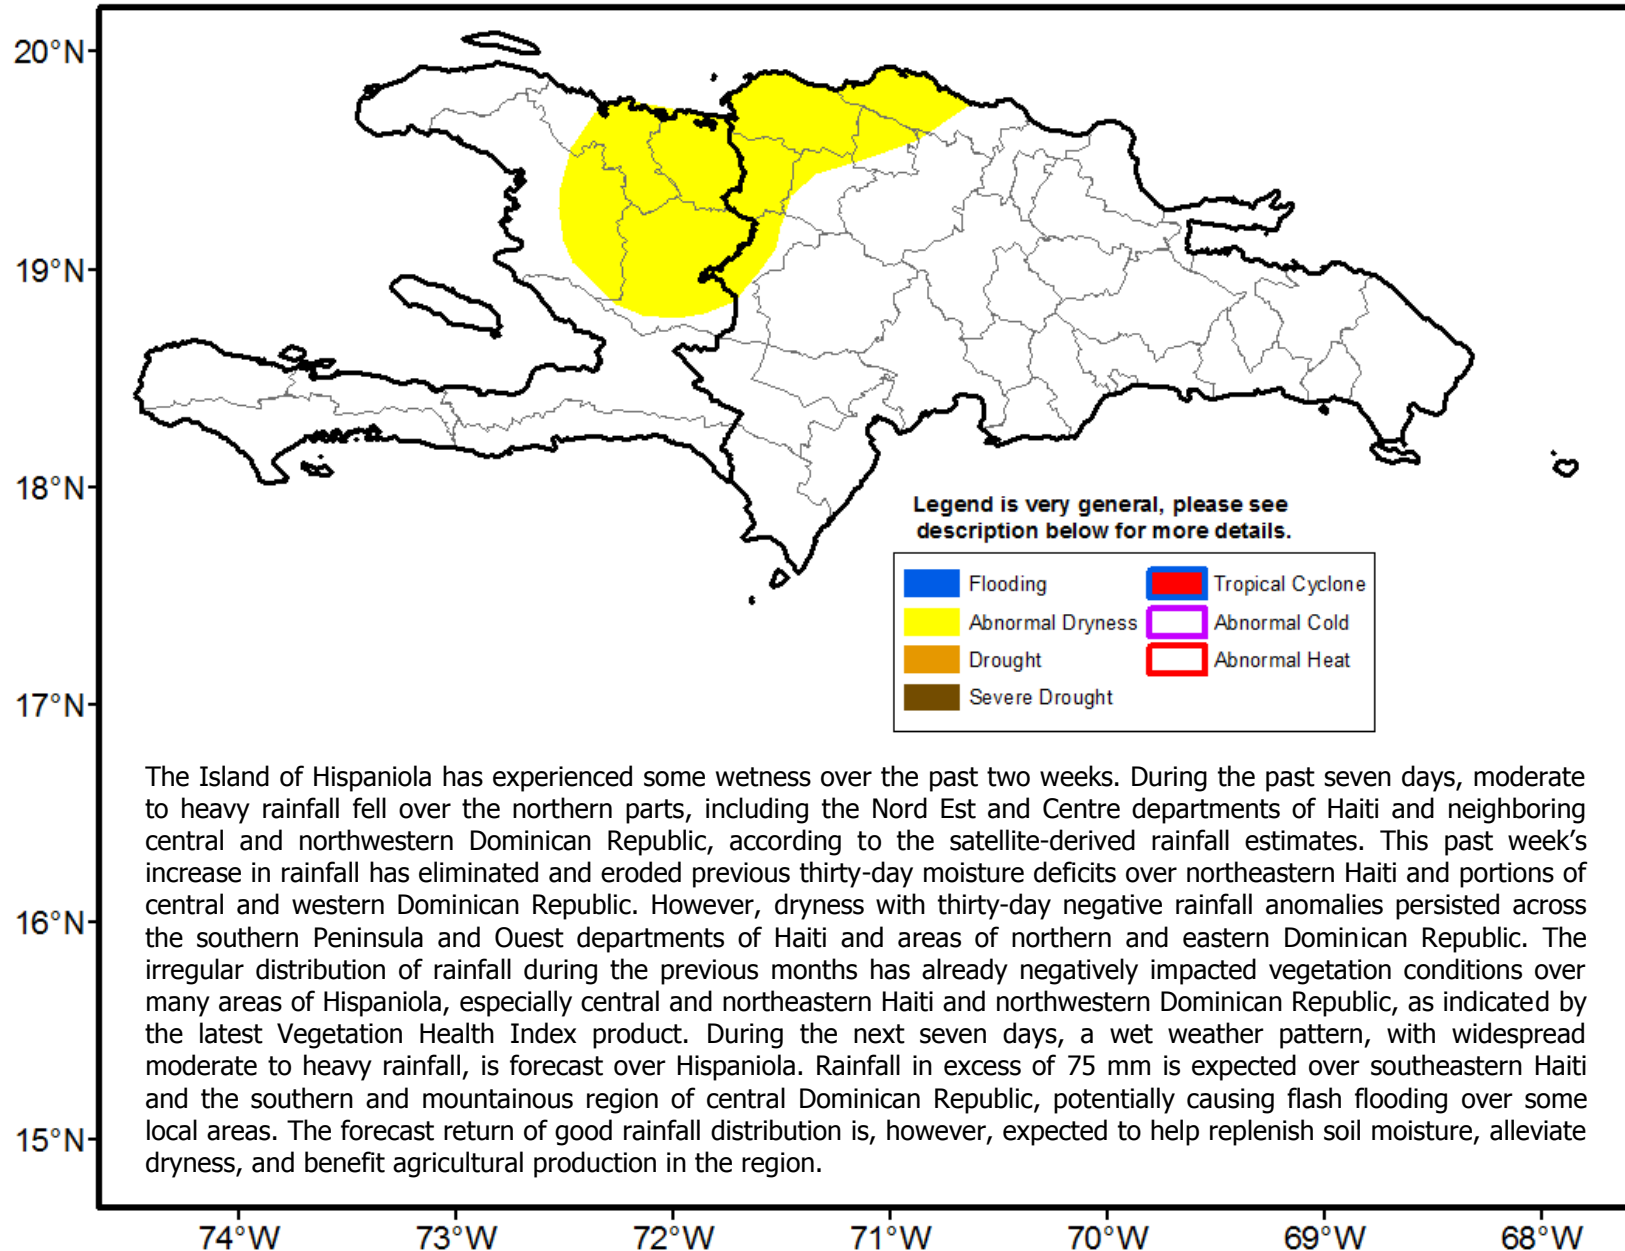 20°N
19°N
18°N
Legend is very general, please see
description below for more details.
Flooding
Tropical Cyclone
Abnormal Dryness
Abnormal Cold
Drought
Abnormal Heat
Severe Drought
17°N
The Island of Hispaniola has experienced some wetness over the past two weeks. During the past seven days, moderate
to heavy rainfall fell over the northern parts, including the Nord Est and Centre departments of Haiti and neighboring
central and northwestern Dominican Republic, according to the satellite-derived rainfall estimates. This past week’s
increase in rainfall has eliminated and eroded previous thirty-day moisture deficits over northeastern Haiti and portions of
central and western Dominican Republic. However, dryness with thirty-day negative rainfall anomalies persisted across
the southern Peninsula and Ouest departments of Haiti and areas of northern and eastern Dominican Republic. The
irregular distribution of rainfall during the previous months has already negatively impacted vegetation conditions over
many areas of Hispaniola, especially central and northeastern Haiti and northwestern Dominican Republic, as indicated by
the latest Vegetation Health Index product. During the next seven days, a wet weather pattern, with widespread
moderate to heavy rainfall, is forecast over Hispaniola. Rainfall in excess of 75 mm is expected over southeastern Haiti
and the southern and mountainous region of central Dominican Republic, potentially causing flash flooding over some
local areas. The forecast return of good rainfall distribution is, however, expected to help replenish soil moisture, alleviate
dryness, and benefit agricultural production in the region.
16°N
15°N
74°W
73°W
72°W
71°W
70°W
69°W
68°W